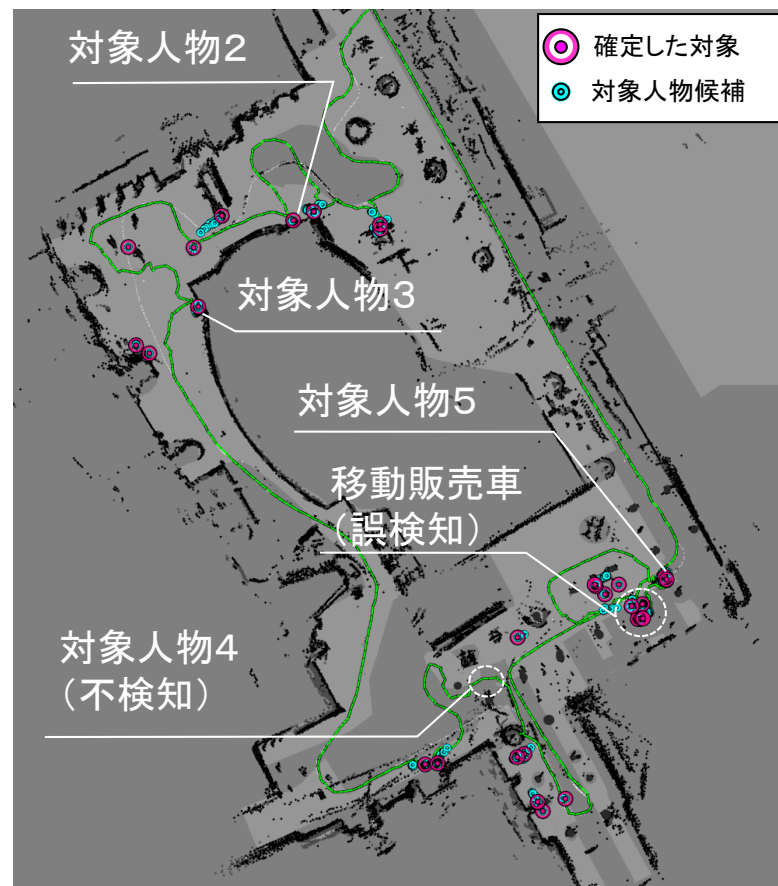 確定した対象
対象人物候補
対象人物2
対象人物3
対象人物5
移動販売車
(誤検知)
対象人物4
(不検知)